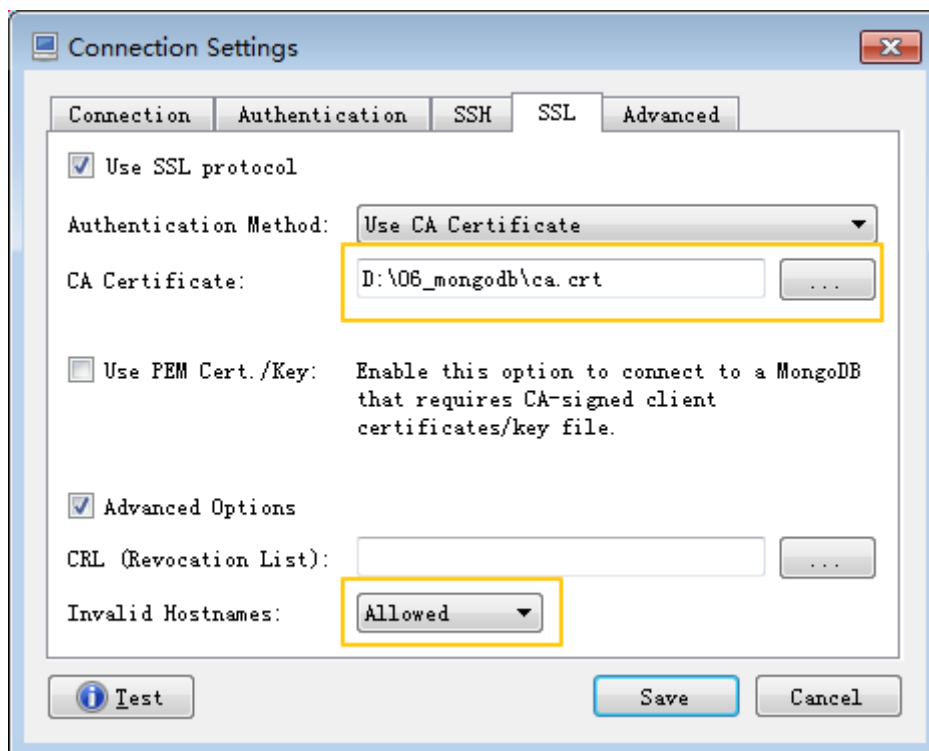 Connection Settings
Connection Authentication SSH SSL Advanced
Use SSL protocol
Authentication Method: Use CA Certificate
CA Certificate: D:\06_mongodb\ca.crt ...
Use PEM Cert./Key: Enable this option to connect to a MongoDB
that requires CA-signed client
certificates/key file.
Advanced Options
CRL (Revocation List): ...
Invalid Hostnames: Allowed
Test Save Cancel